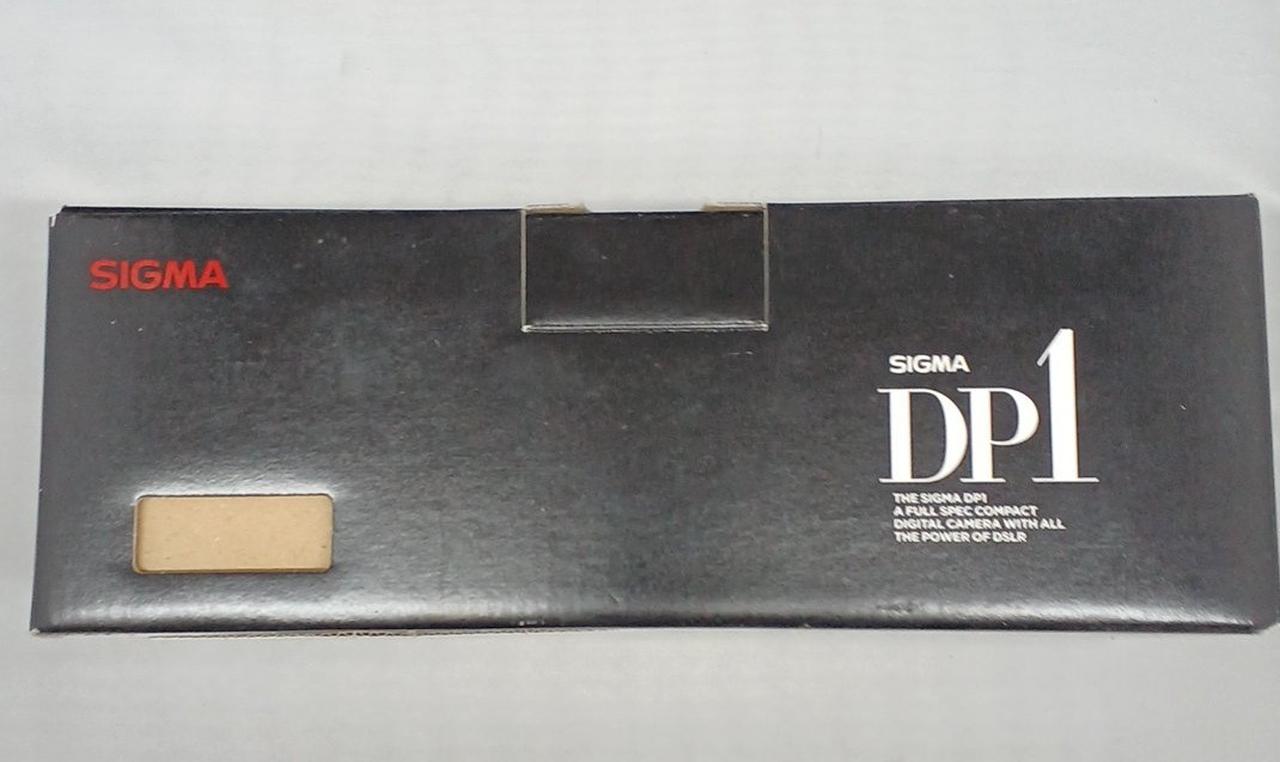 SIGMA
SIGMA
DP1
THE SIGMA DP1
A FULL SPEC COMPACT
DIGITAL CAMERA WITH ALL
THE POWER OF DSLR